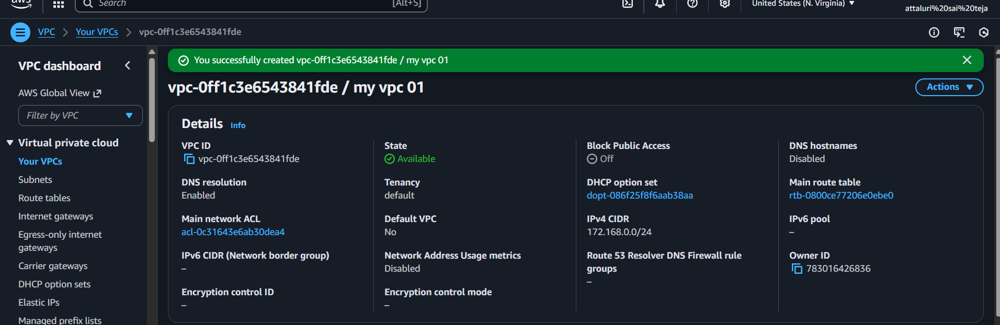 aws
Search
[Alt+S]
United States (N. Virginia)
attaluri%20sai%20teja
VPC
Your VPCs
vpc-0ff1c3e6543841fde
VPC dashboard
AWS Global View
Filter by VPC
Virtual private cloud
Your VPCs
Subnets
Route tables
Internet gateways
Egress-only internet
gateways
Carrier gateways
DHCP option sets
Elastic IPs
Managed prefix lists
You successfully created vpc-0ff1c3e6543841fde / my vpc 01
vpc-0ff1c3e6543841fde / my vpc 01
Actions
Details Info
VPC ID
vpc-0ff1c3e6543841fde
State
Available
Block Public Access
Off
DNS hostnames
Disabled
DNS resolution
Enabled
Tenancy
default
DHCP option set
dopt-086f25f8f6aab38aa
Main route table
rtb-0800ce77206e0ebe0
Main network ACL
acl-0c31643e6ab30dea4
Default VPC
No
IPv4 CIDR
172.168.0.0/24
IPv6 pool
–
IPv6 CIDR (Network border group)
–
Network Address Usage metrics
Disabled
Route 53 Resolver DNS Firewall rule
groups
–
Owner ID
783016426836
Encryption control ID
–
Encryption control mode
–